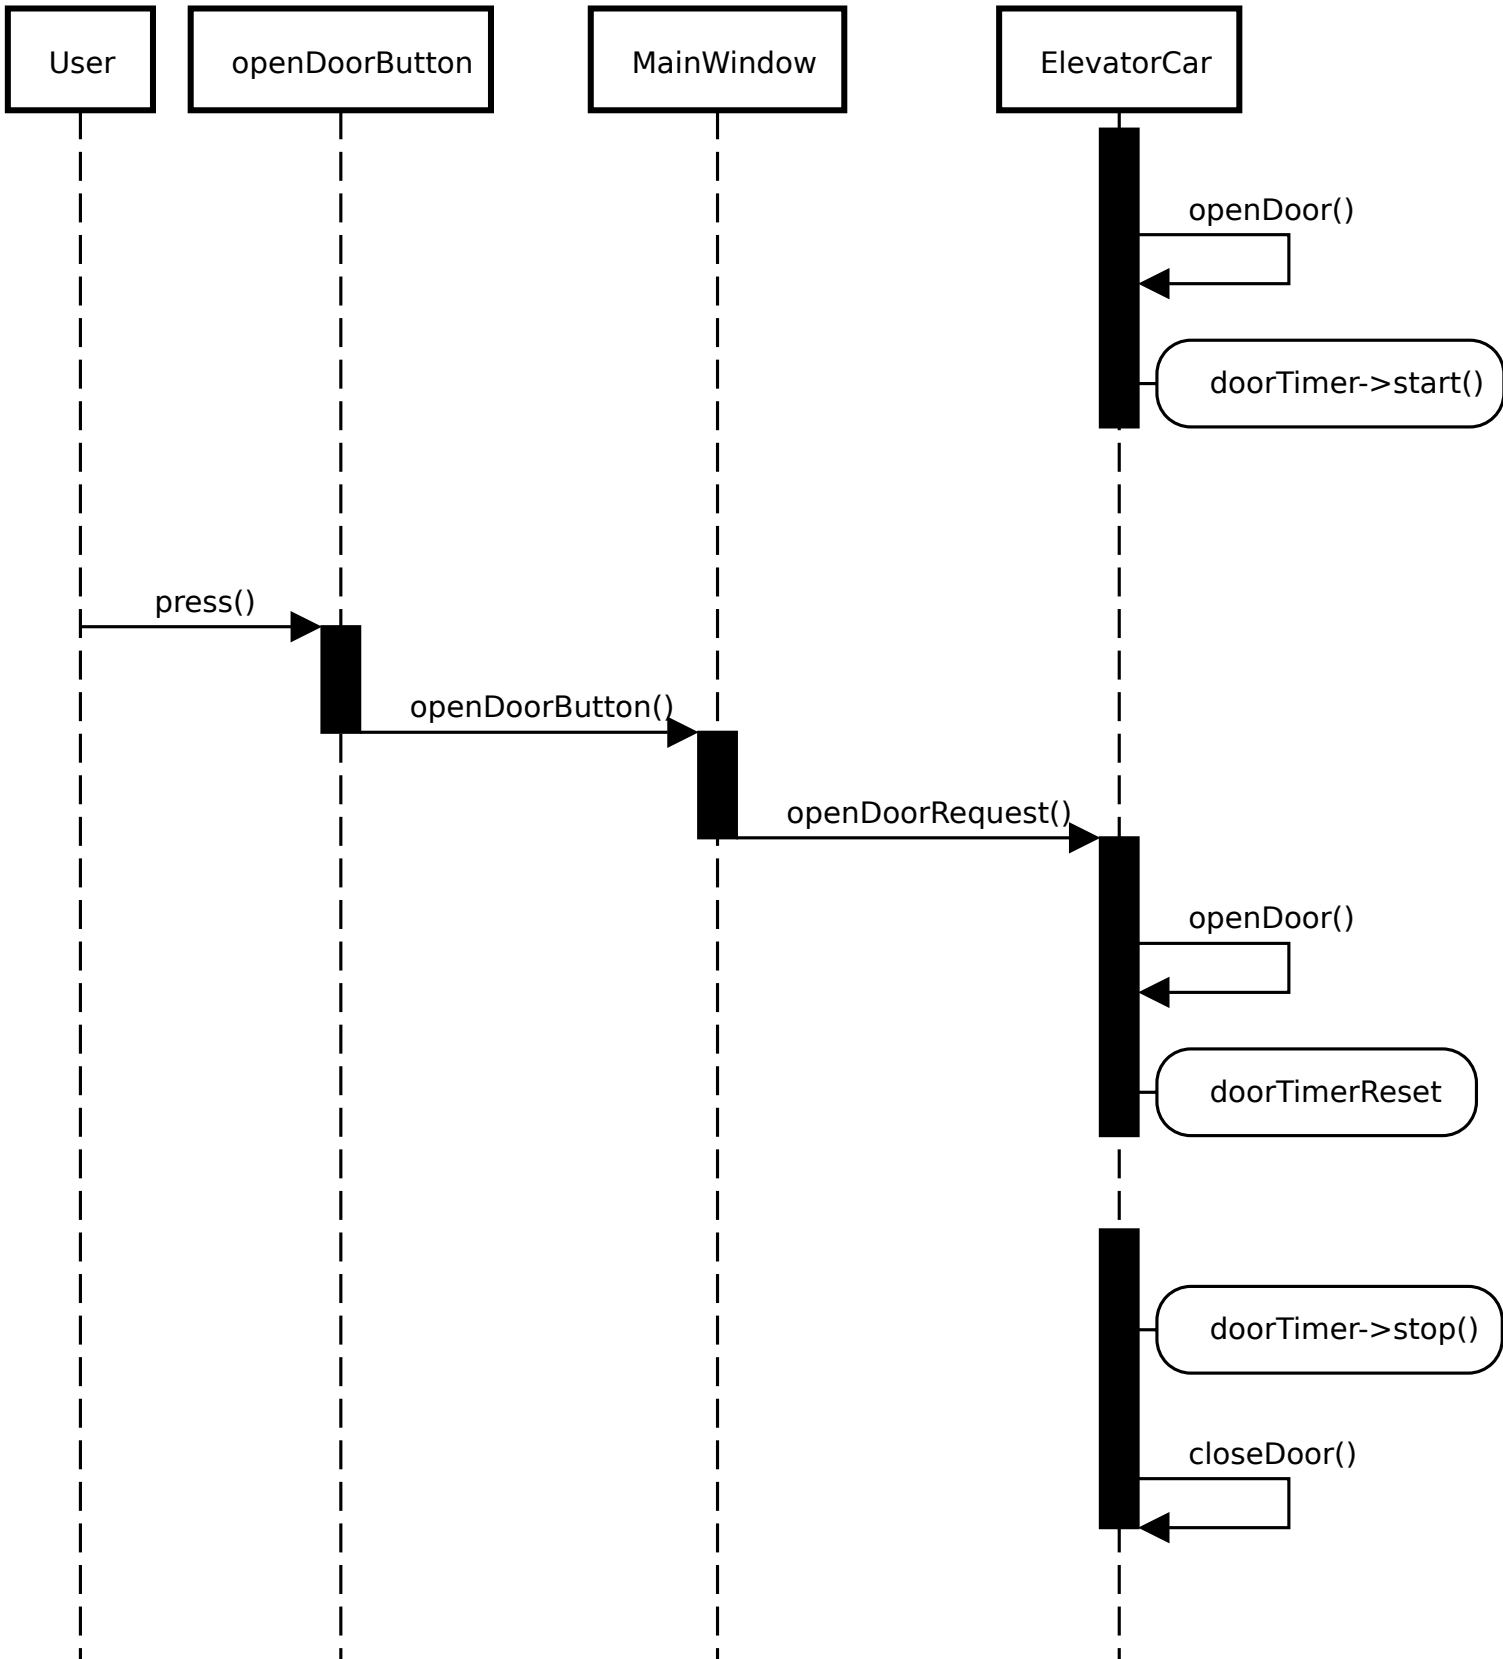 User
openDoorButton
MainWindow
ElevatorCar
openDoor()
doorTimer->start()
press()
openDoorButton()
openDoorRequest()
openDoor()
doorTimerReset
doorTimer->stop()
closeDoor()